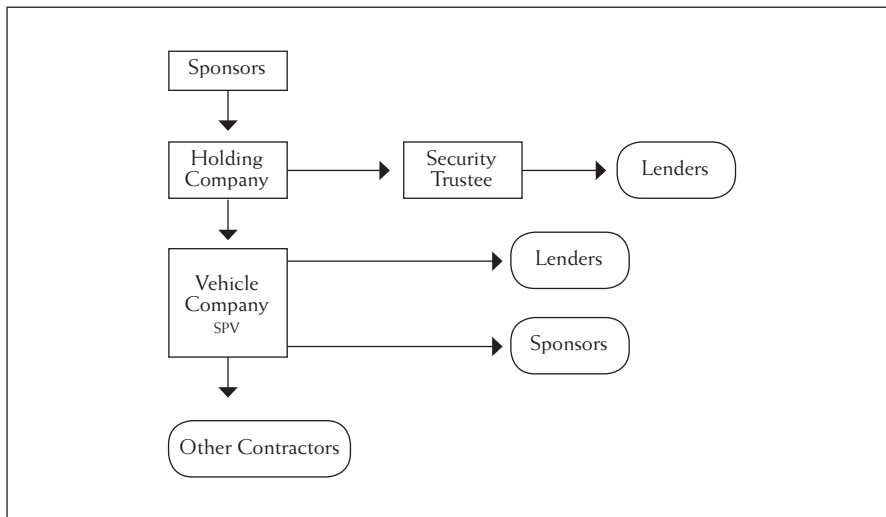 Sponsors
Holding
Company
Security
Trustee
Lenders
Lenders
Vehicle
Company
SPV
Sponsors
Other Contractors